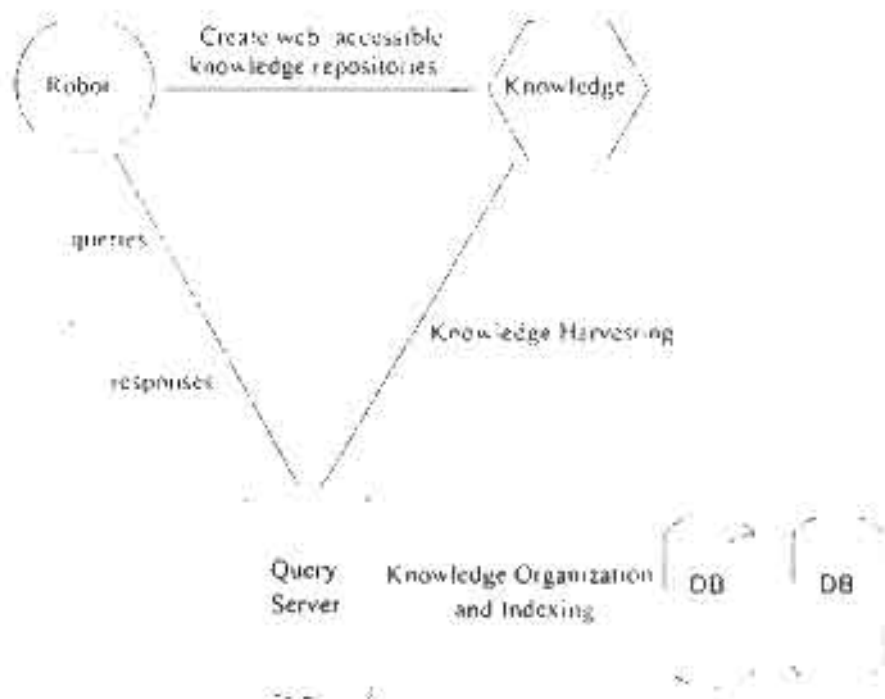 Create web accessible
knowledge repositories
Robot
Knowledge
queries
Knowledge Harvesting
responses
Query
Server
Knowledge Organization
and Indexing
DB
DB